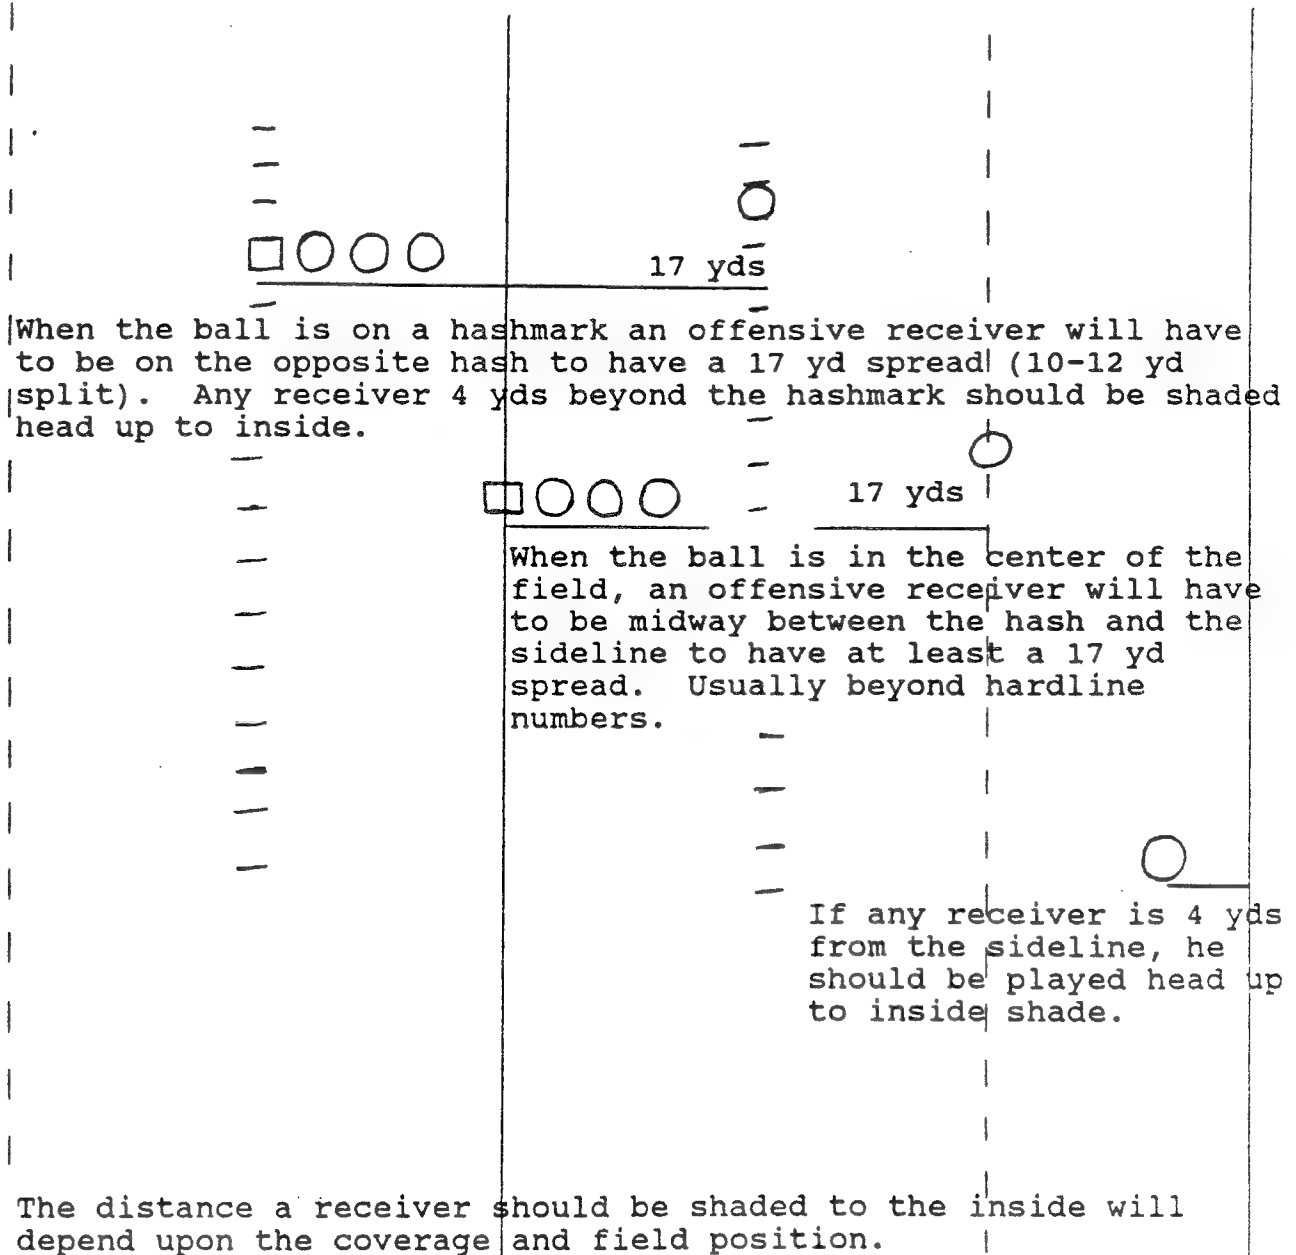 17 yds
When the ball is on a hashmark an offensive receiver will have
to be on the opposite hash to have a 17 yd spread (10-12 yd
split). Any receiver 4 yds beyond the hashmark should be shaded
head up to inside.
17 yds
When the ball is in the center of the
field, an offensive receiver will have
to be midway between the hash and the
sideline to have at least a 17 yd
spread. Usually beyond hardline
numbers.
If any receiver is 4 yds
from the sideline, he
should be played head up
to inside shade.
The distance a receiver should be shaded to the inside will
depend upon the coverage and field position.